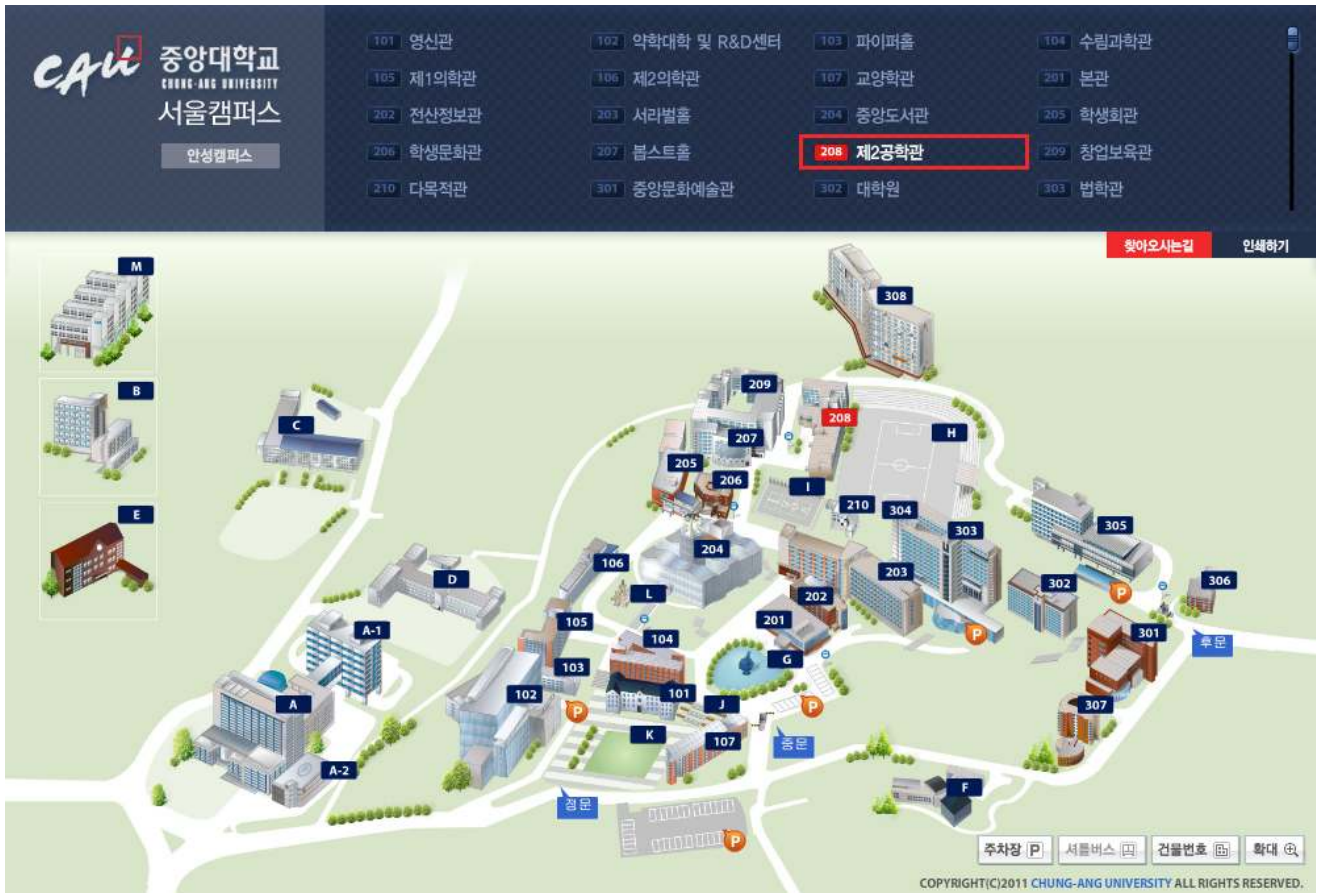 CAU 중앙대학교
CHUNG-ANG UNIVERSITY
서울캠퍼스
안성캠퍼스
101 영신관 102 약학대학 및 R&D센터 103 파이퍼홀 104 수림과학관
105 제1의학관 106 제2의학관 107 교양학관 201 본관
202 전산정보관 203 서라벌홀 204 중앙도서관 205 학생회관
206 학생문화관 207 봅스트홀 208 제2공학관 209 창업보육관
210 다목적관 301 중앙문화예술관 302 대학원 303 법학관
찾아오시는길 인쇄하기
M
308
B
209
C
208
H
207
205
206
I
E
210
304
303
305
204
106
D
203
302
306
L
202
105
201
A-1
104
301
후문
G
103
102
101
A
J
307
K
107
중문
A-2
F
정문
P
P
P
P
P
주차장 P 셔틀버스 건물번호 확대
COPYRIGHT(C)2011 CHUNG-ANG UNIVERSITY ALL RIGHTS RESERVED.